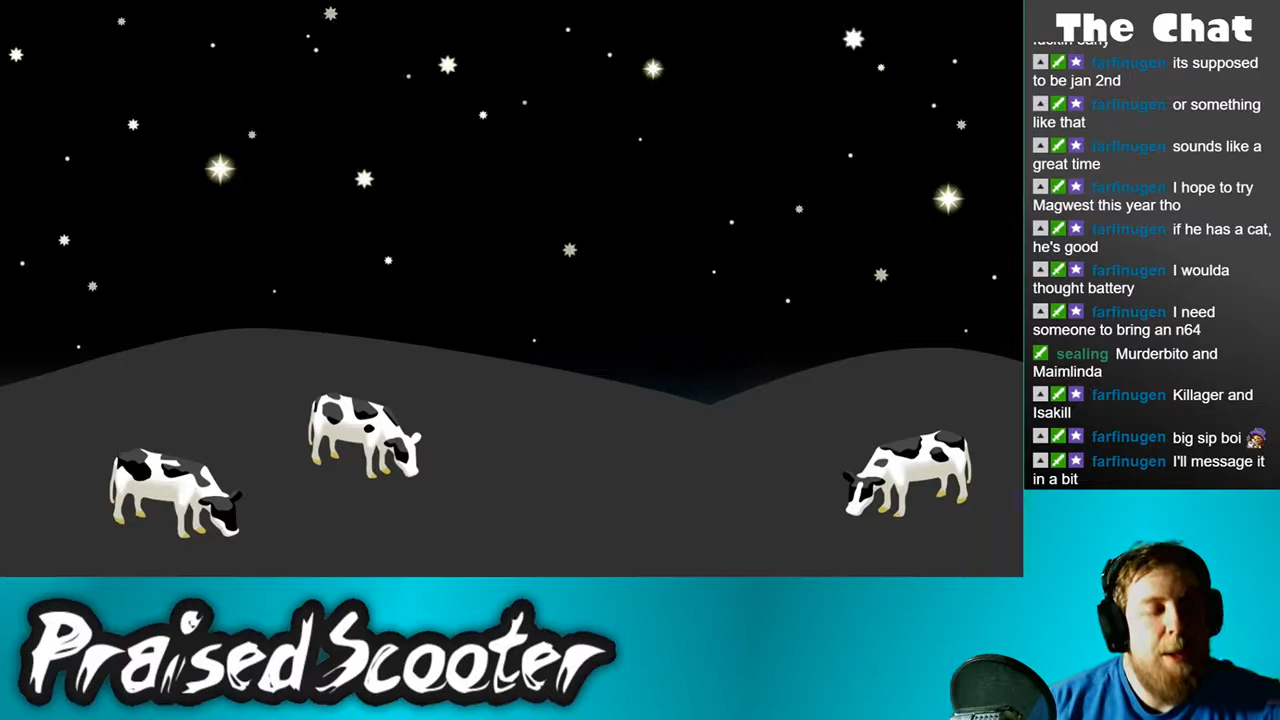 The Chat
farfinugen its supposed
to be jan 2nd
farfinugen or something
like that
farfinugen sounds like a
great time
farfinugen I hope to try
Magwest this year tho
farfinugen if he has a cat,
he's good
farfinugen I woulda
thought battery
farfinugen I need
someone to bring an n64
sealing Murderbito and
Maimlinda
farfinugen Killager and
Isakill
farfinugen big sip boi
farfinugen I'll message it
in a bit
PraisedScooter